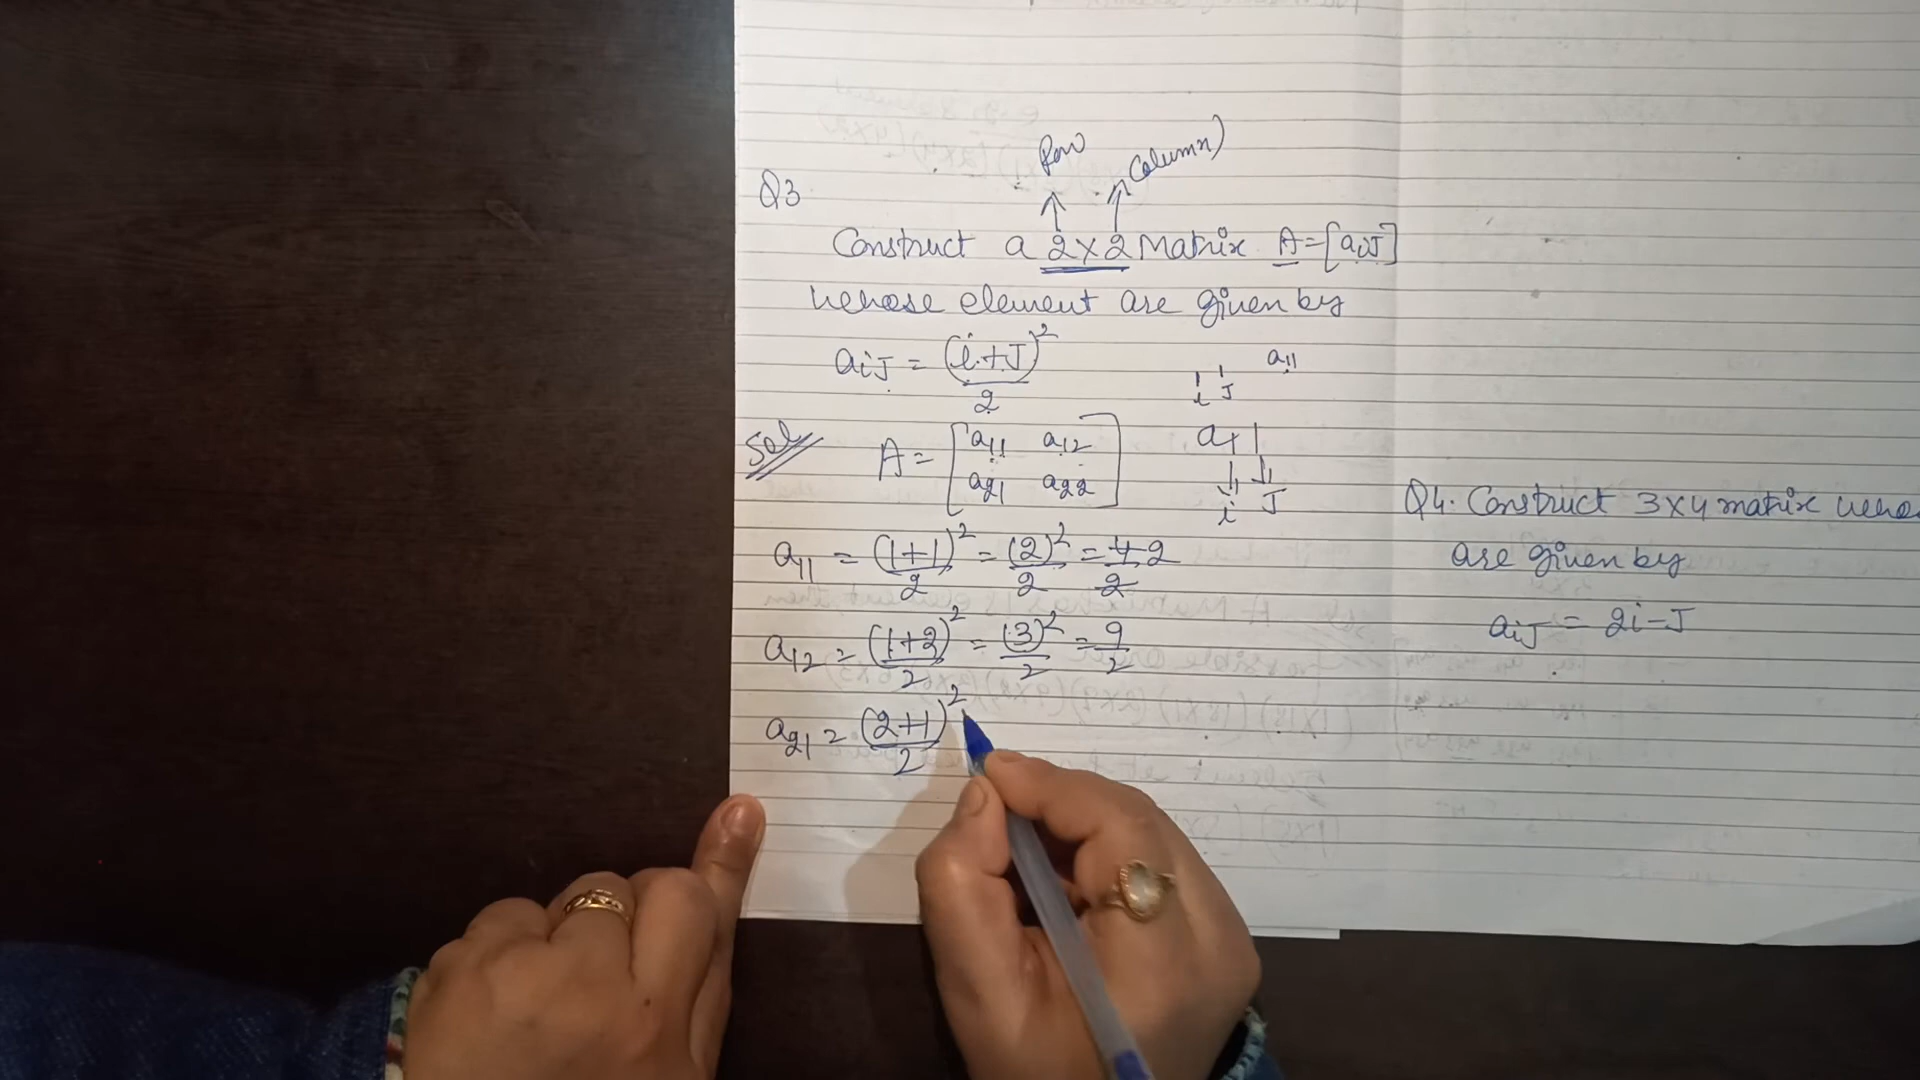 Row Column)
Q3
Construct a 2x2 Matrix A=[aiJ]
whose element are given by
aiJ = (i+J)²/2
a11
1 1
i J
Sol A = [a11 a12
a21 a22]
a11
i J
a11 = (1+1)²/2 = (2)²/2 = 4/2 2
a12 = (1+2)²/2 = (3)²/2 = 9/2
a21 = (2+1)²/2
Q4. Construct 3x4 matrix whos
are given by
aiJ = 2i-J